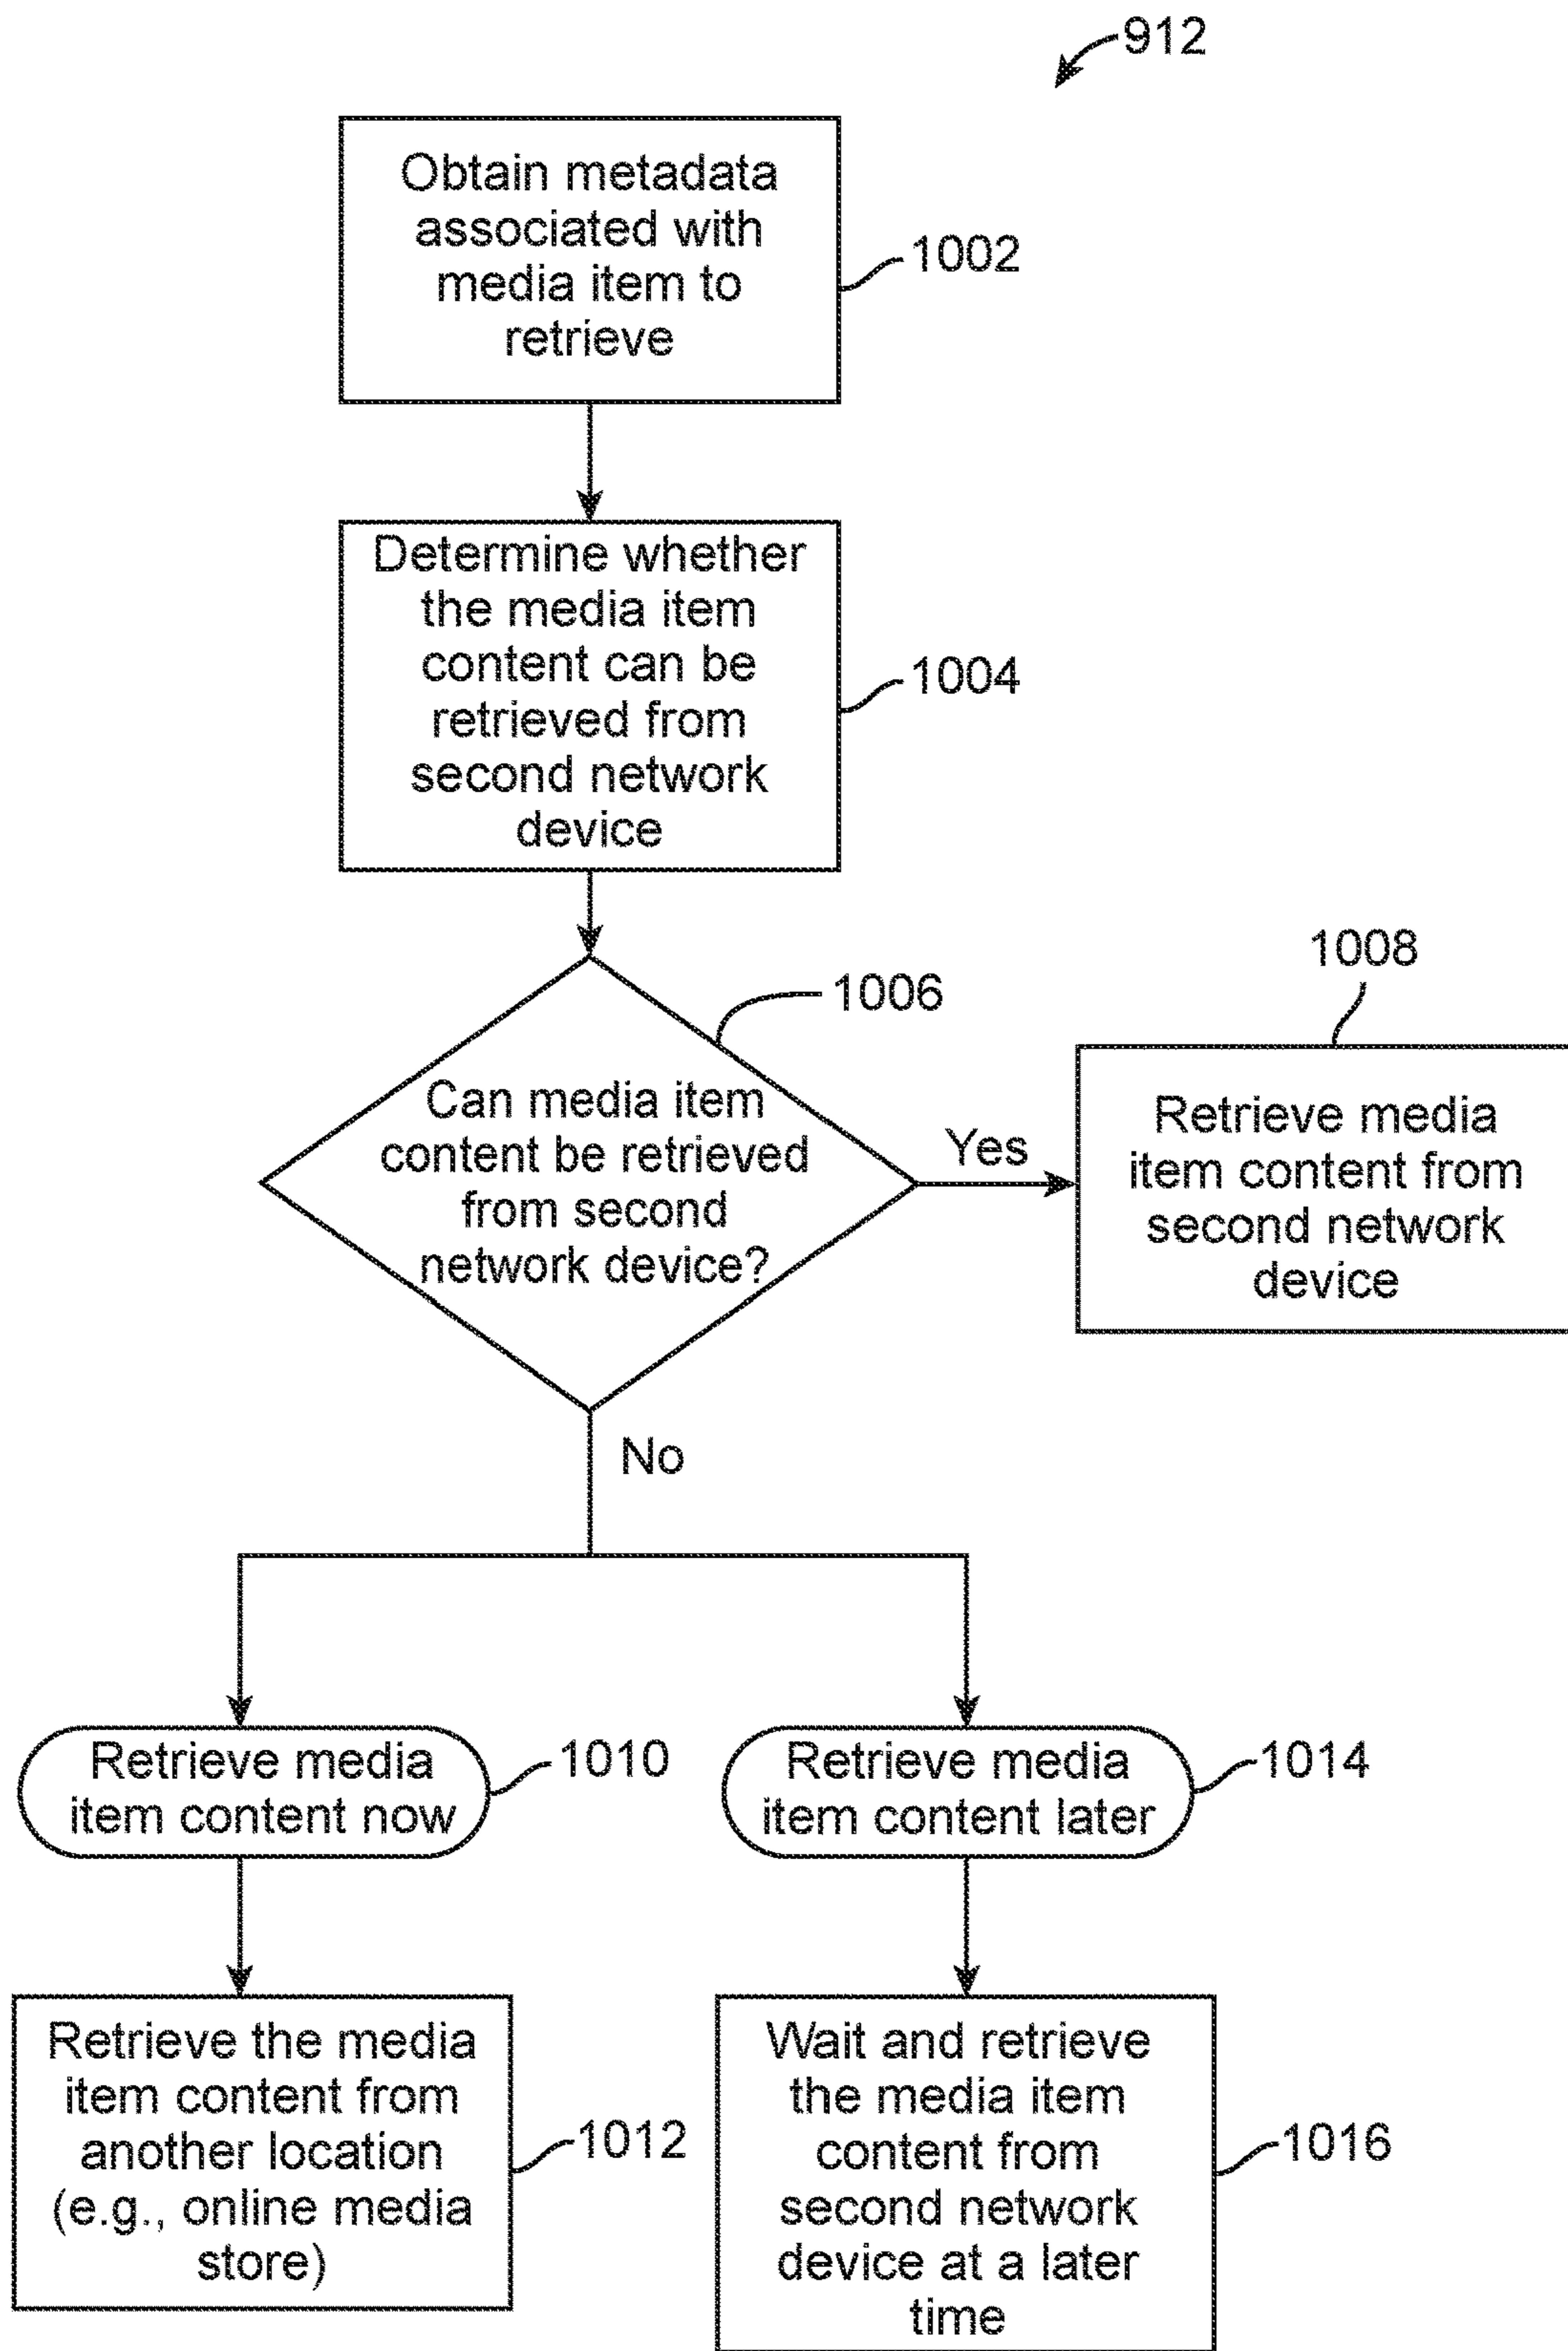 912
Obtain metadata
associated with
media item to
retrieve
1002
Determine whether
the media item
content can be
retrieved from
second network
device
1004
1006
Can media item
content be retrieved
from second
network device?
Yes
1008
Retrieve media
item content from
second network
device
No
Retrieve media
item content now
1010
Retrieve media
item content later
1014
Retrieve the media
item content from
another location
(e.g., online media
store)
1012
Wait and retrieve
the media item
content from
second network
device at a later
time
1016